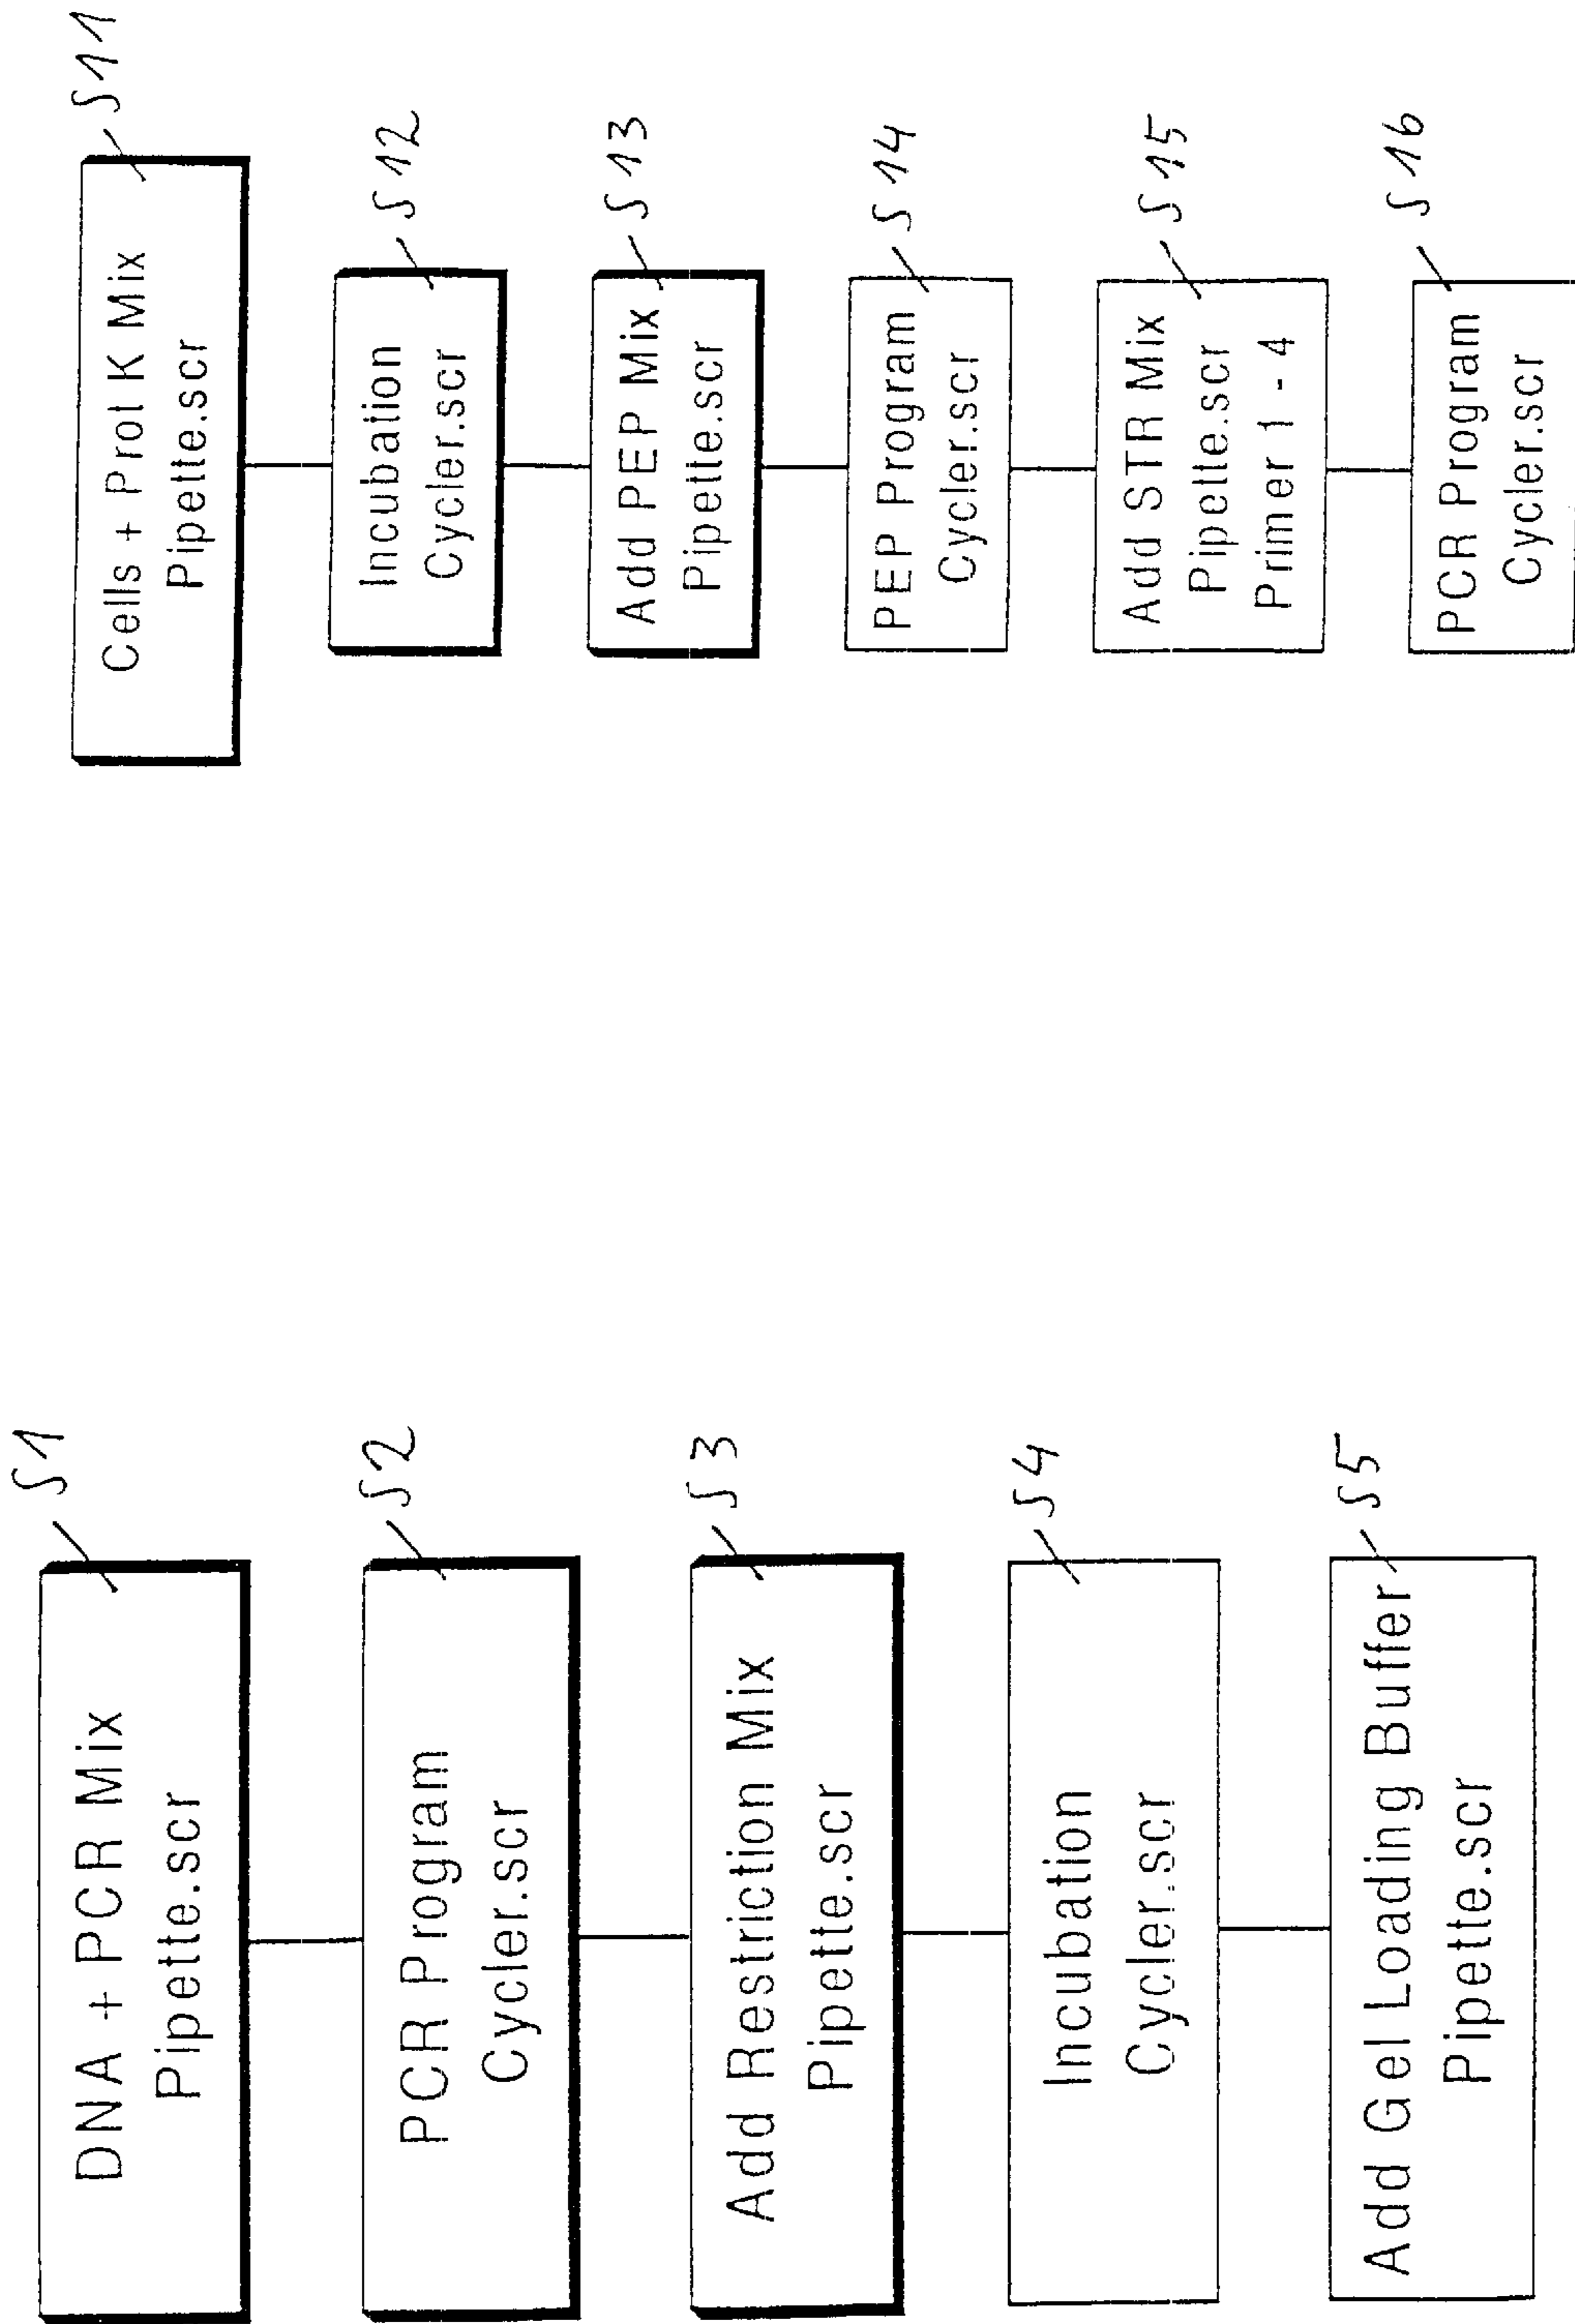 S1
DNA + PCR Mix
Pipette.scr
S2
PCR Program
Cycler.scr
S3
Add Restriction Mix
Pipette.scr
S4
Incubation
Cycler.scr
S5
Add Gel Loading Buffer
Pipette.scr
S11
Cells + Prot K Mix
Pipette.scr
S12
Incubation
Cycler.scr
S13
Add PEP Mix
Pipette.scr
S14
PEP Program
Cycler.scr
S15
Add STR Mix
Pipette.scr
Primer 1 - 4
S16
PCR Program
Cycler.scr